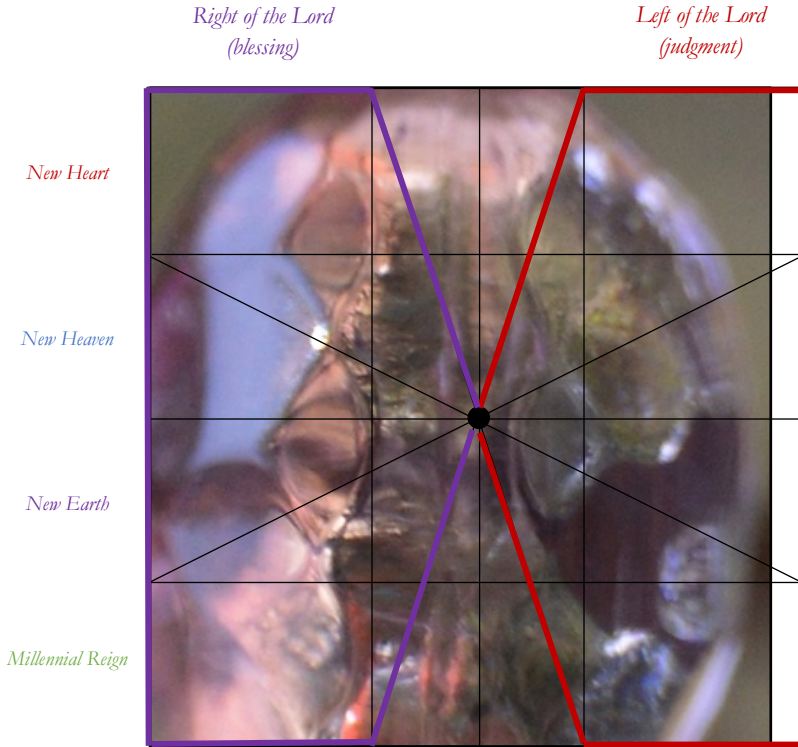 Right of the Lord
(blessing)
Left of the Lord
(judgment)
New Heart
New Heaven
New Earth
Millennial Reign